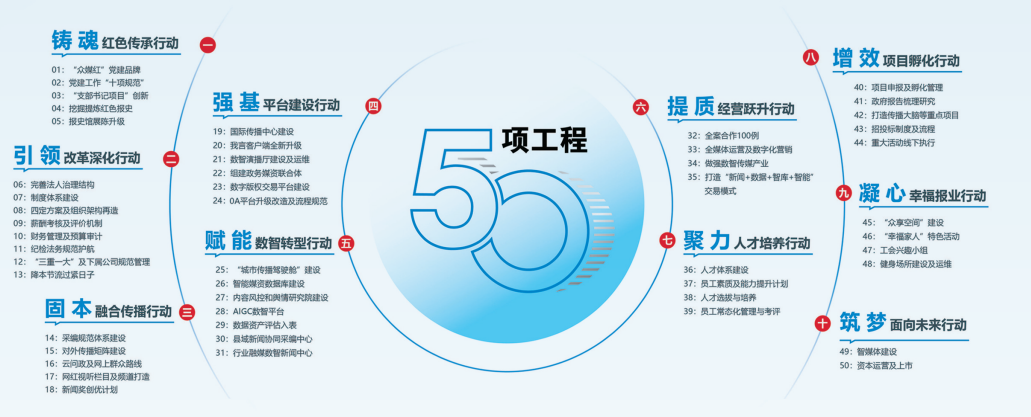 铸魂 红色传承行动 一
01：“众媒红”党建品牌
02：党建工作“十项规范”
03：“支部书记项目”创新
04：挖掘提炼红色报史
05：报史馆展陈升级
引领 改革深化行动 二
06：完善法人治理结构
07：制度体系建设
08：四定方案及组织架构再造
09：薪酬考核及评价机制
10：财务管理及预算审计
11：纪检法务规范护航
12：“三重一大”及下属公司规范管理
13：降本节流过紧日子
固本 融合传播行动 三
14：采编规范体系建设
15：对外传播矩阵建设
16：云问政及网上群众路线
17：网红视听栏目及频道打造
18：新闻奖创优计划
强基 平台建设行动 四
19：国际传播中心建设
20：我言客户端全新升级
21：数智演播厅建设及运维
22：组建政务媒资联合体
23：数字版权交易平台建设
24：OA平台升级改造及流程规范
赋能 数智转型行动 五
25：“城市传播驾驶舱”建设
26：智能媒资数据库建设
27：内容风控和舆情研究院建设
28：AIGC数智平台
29：数据资产评估入表
30：县域新闻协同采编中心
31：行业融媒数智新闻中心
50项工程
六 提质 经营跃升行动
32：全案合作100例
33：全媒体运营及数字化营销
34：做强数智传媒产业
35：打造“新闻+数据+智库+智能”
交易模式
七 聚力 人才培养行动
36：人才体系建设
37：员工素质及能力提升计划
38：人才选拔与培养
39：员工常态化管理与考评
八 增效 项目孵化行动
40：项目申报及孵化管理
41：政府报告梳理研究
42：打造传播大脑等重点项目
43：招投标制度及流程
44：重大活动线下执行
九 凝心 幸福报业行动
45：“众享空间”建设
46：“幸福家人”特色活动
47：工会兴趣小组
48：健身场所建设及运维
十 筑梦 面向未来行动
49：智媒体建设
50：资本运营及上市